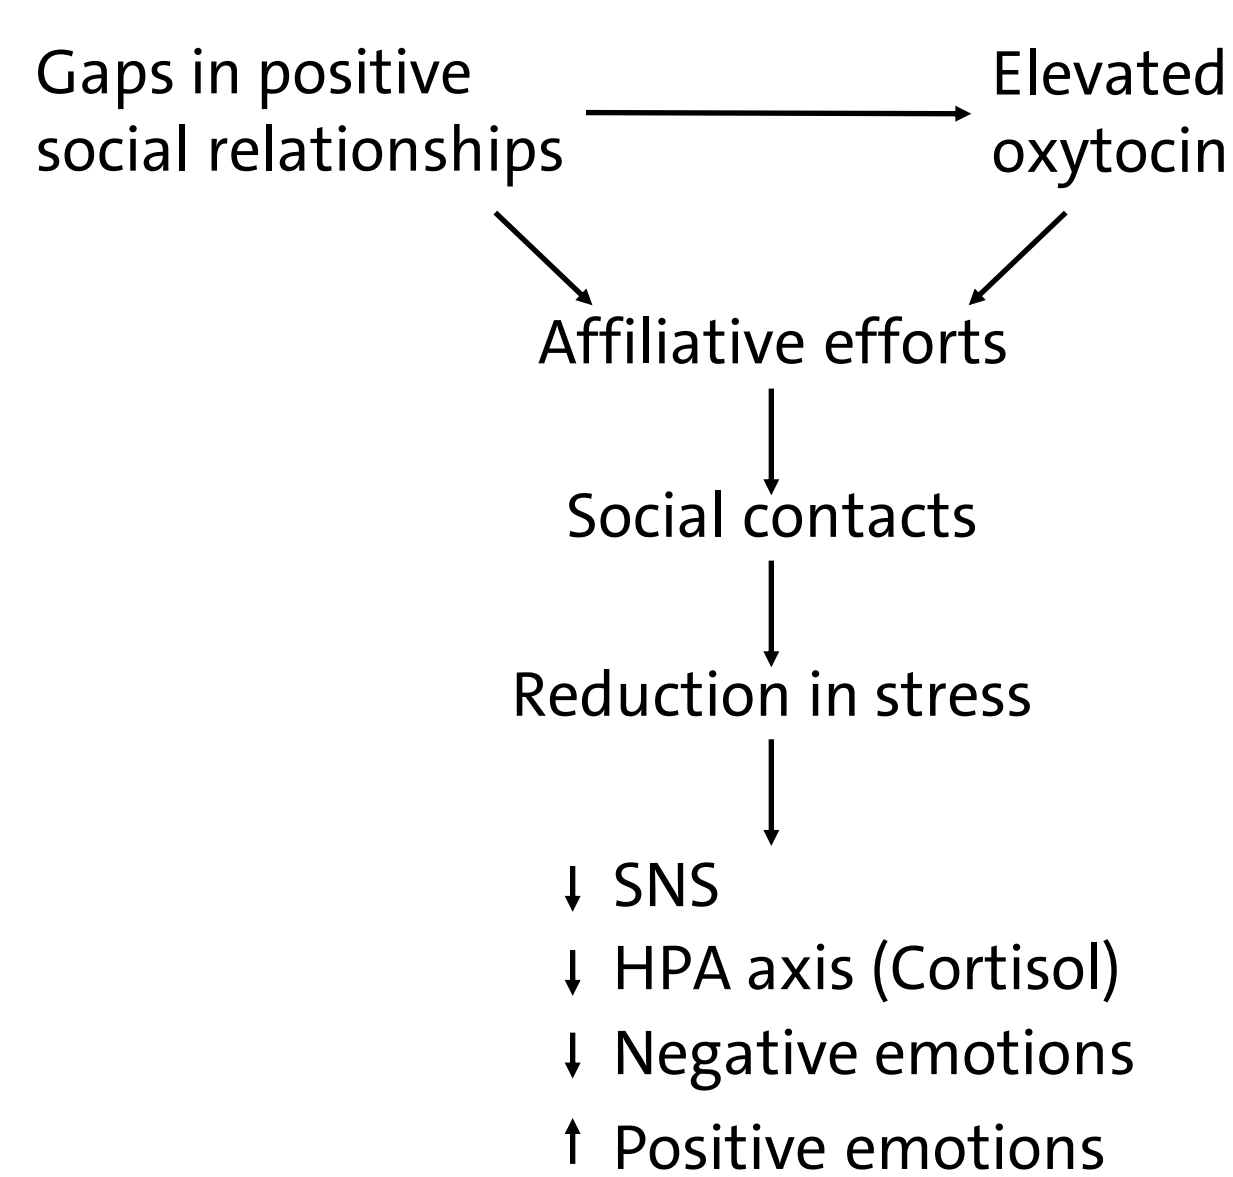 Gaps in positive
social relationships
Elevated
oxytocin
Affiliative efforts
Social contacts
Reduction in stress
SNS
HPA axis (Cortisol)
Negative emotions
Positive emotions